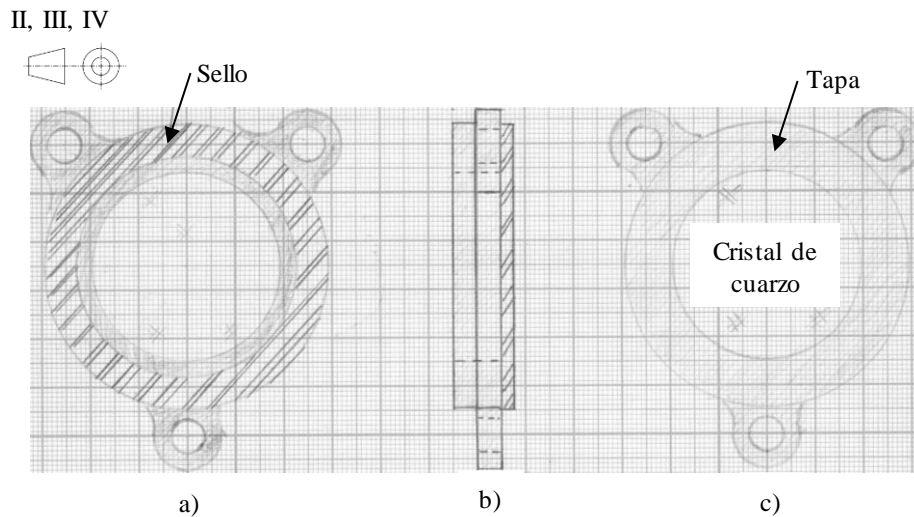 II, III, IV
Sello
Tapa
Cristal de
cuarzo
a)
b)
c)